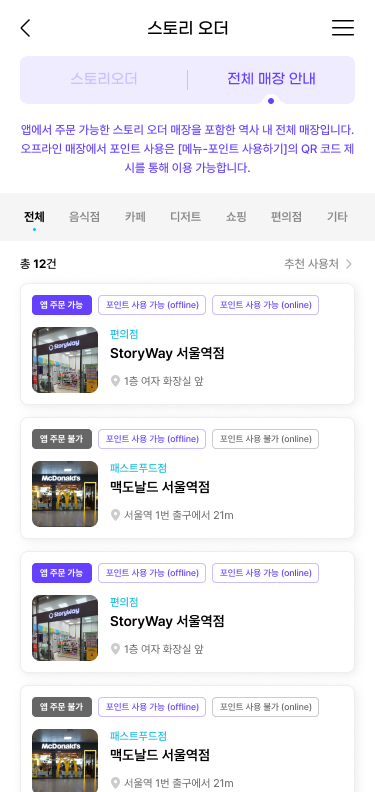 스토리 오더
스토리오더
전체 매장 안내
앱에서 주문 가능한 스토리 오더 매장을 포함한 역사 내 전체 매장입니다.
오프라인 매장에서 포인트 사용은 [메뉴-포인트 사용하기]의 QR 코드 제
시를 통해 이용 가능합니다.
전체 음식점 카페 디저트 쇼핑 편의점 기타
총 12건
추천 사용처
앱 주문 가능 포인트 사용 가능 (offline) 포인트 사용 가능 (online)
StoryWay
편의점
StoryWay 서울역점
1층 여자 화장실 앞
앱 주문 불가 포인트 사용 가능 (offline) 포인트 사용 불가 (online)
McDonald's
패스트푸드점
맥도날드 서울역점
서울역 1번 출구에서 21m
앱 주문 가능 포인트 사용 가능 (offline) 포인트 사용 가능 (online)
StoryWay
편의점
StoryWay 서울역점
1층 여자 화장실 앞
앱 주문 불가 포인트 사용 가능 (offline) 포인트 사용 불가 (online)
McDonald's
패스트푸드점
맥도날드 서울역점
서울역 1번 출구에서 21m